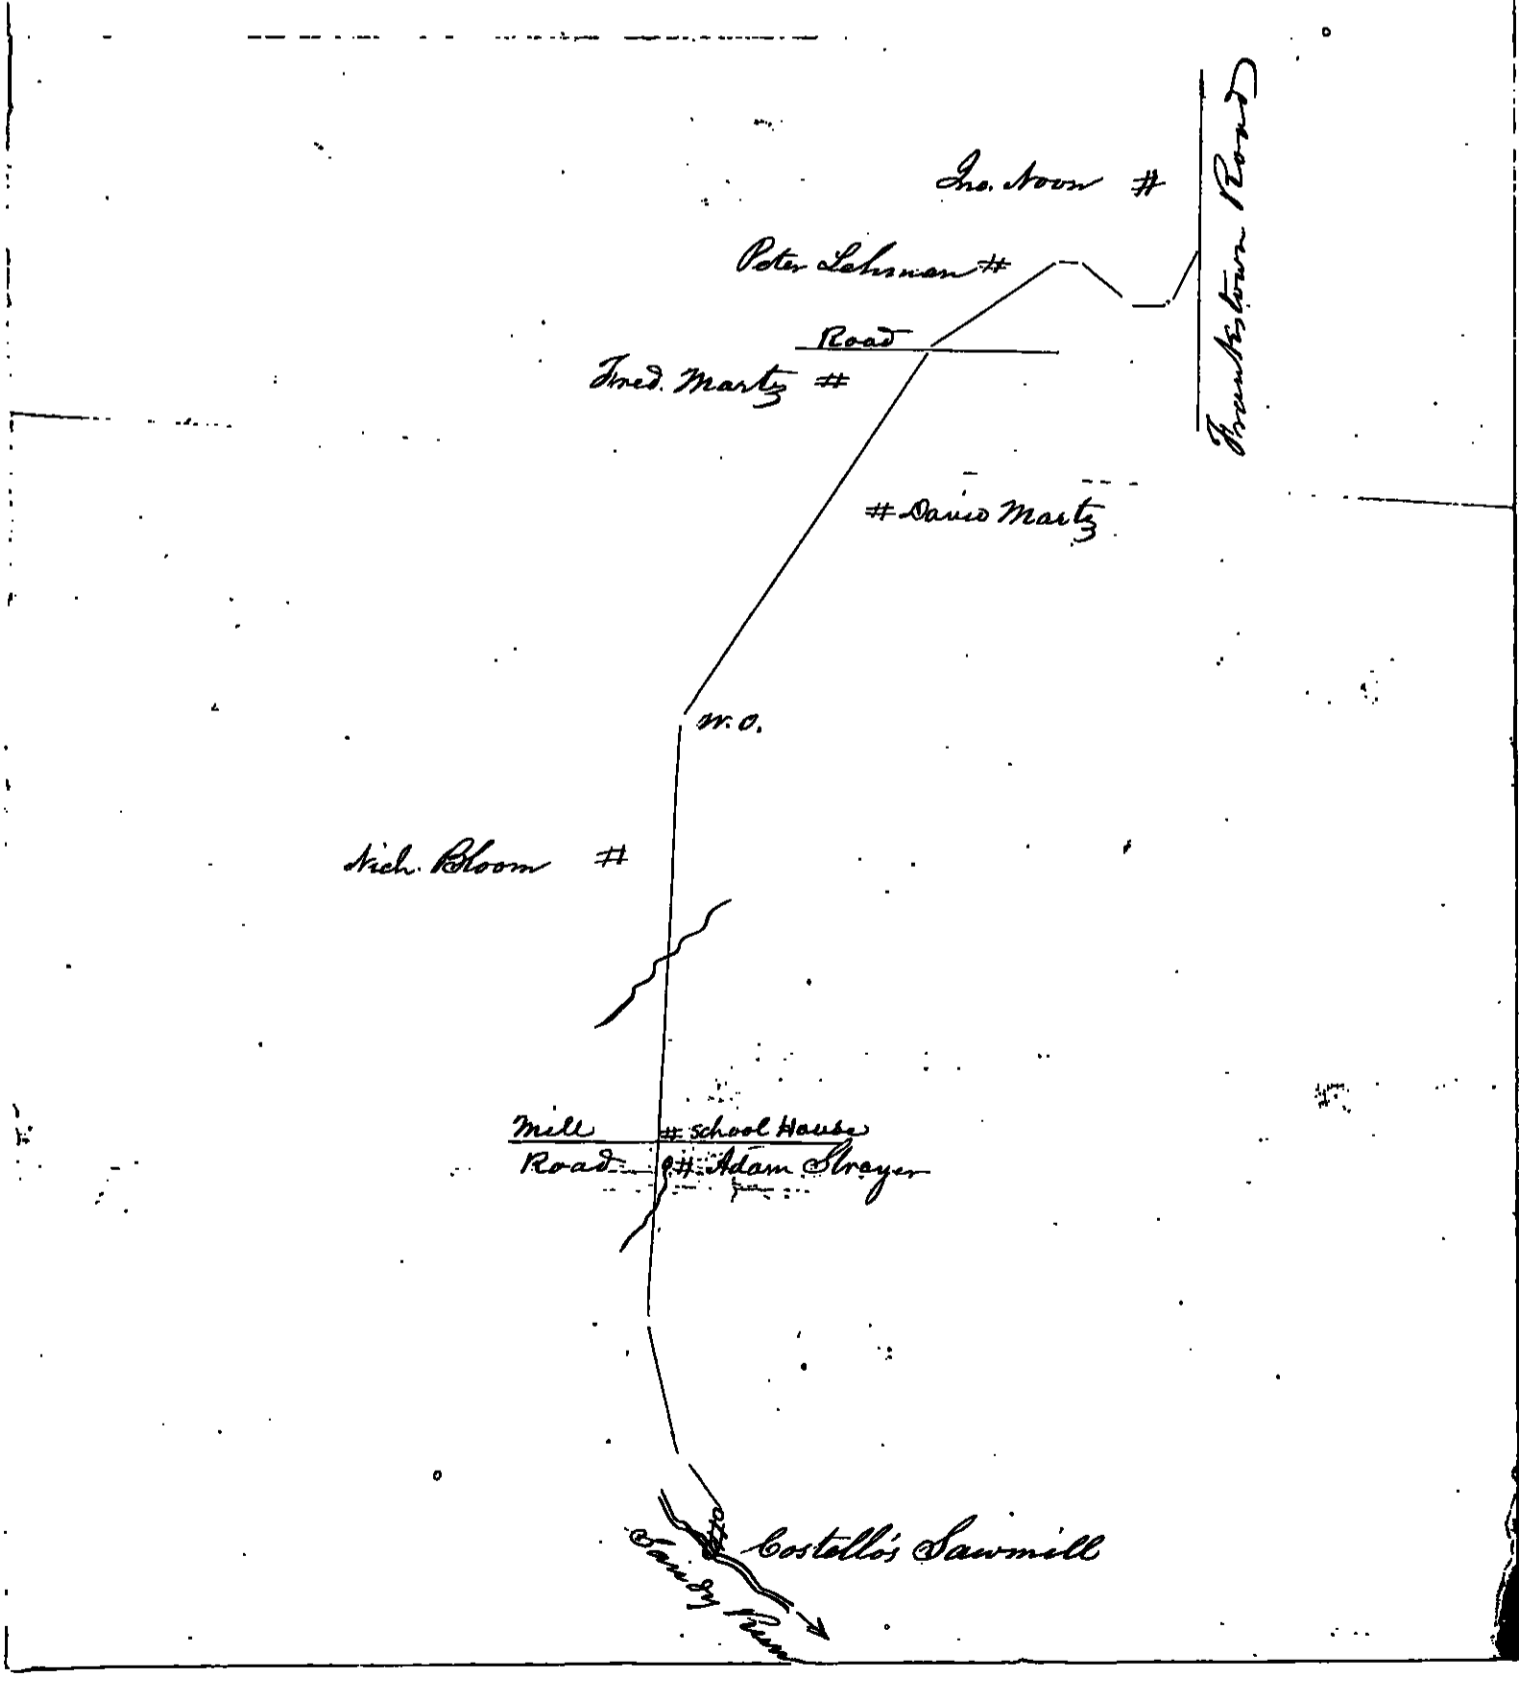 Frankstown Road
Jno. Noon #
Peter Lehman #
Road
Fred. Martz #
# David Martz
W.O.
Nich. Bloom #
Mill # School House
Road # Adam Strayer
# Costello's Sawmill
Sandy Run